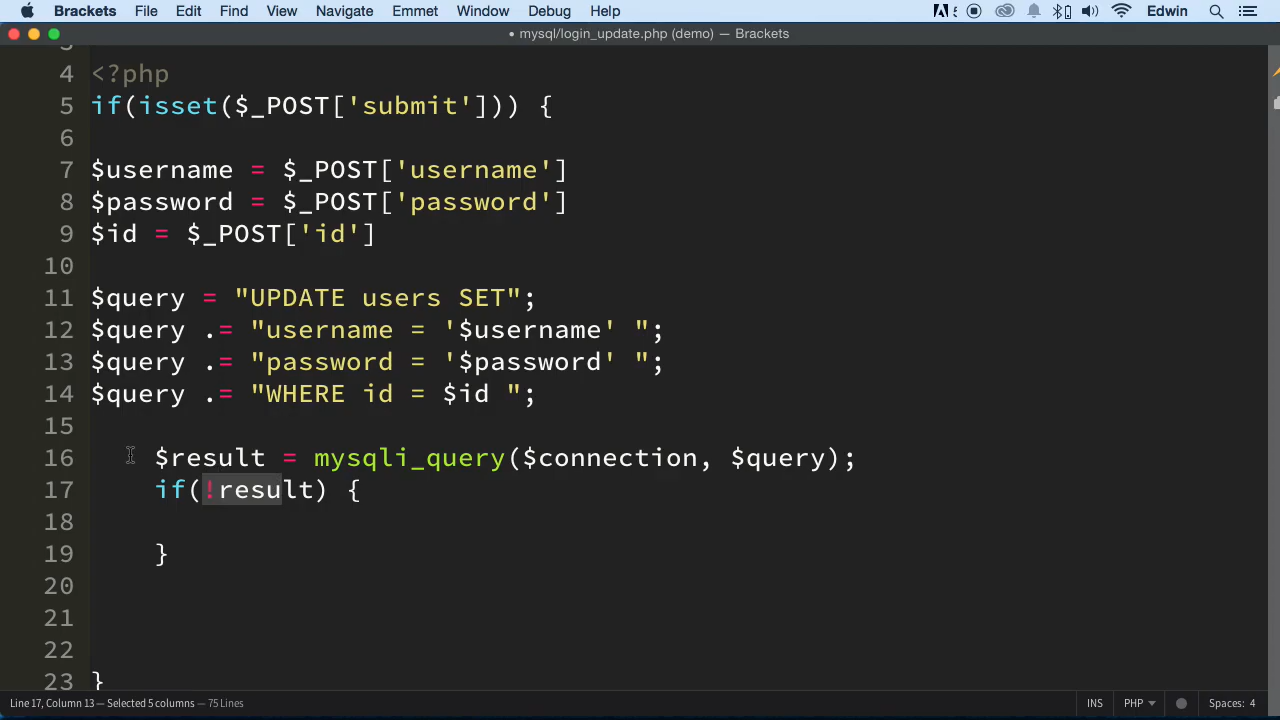 Brackets File Edit Find View Navigate Emmet Window Debug Help Edwin
• mysql/login_update.php (demo) — Brackets
4 <?php
5 if(isset($_POST['submit'])) {
6
7 $username = $_POST['username']
8 $password = $_POST['password']
9 $id = $_POST['id']
10
11 $query = "UPDATE users SET";
12 $query .= "username = '$username' ";
13 $query .= "password = '$password' ";
14 $query .= "WHERE id = $id ";
15
16 $result = mysqli_query($connection, $query);
17 if(!result) {
18
19 }
20
21
22
23 }
Line 17, Column 13 — Selected 5 columns — 75 Lines INS PHP Spaces: 4